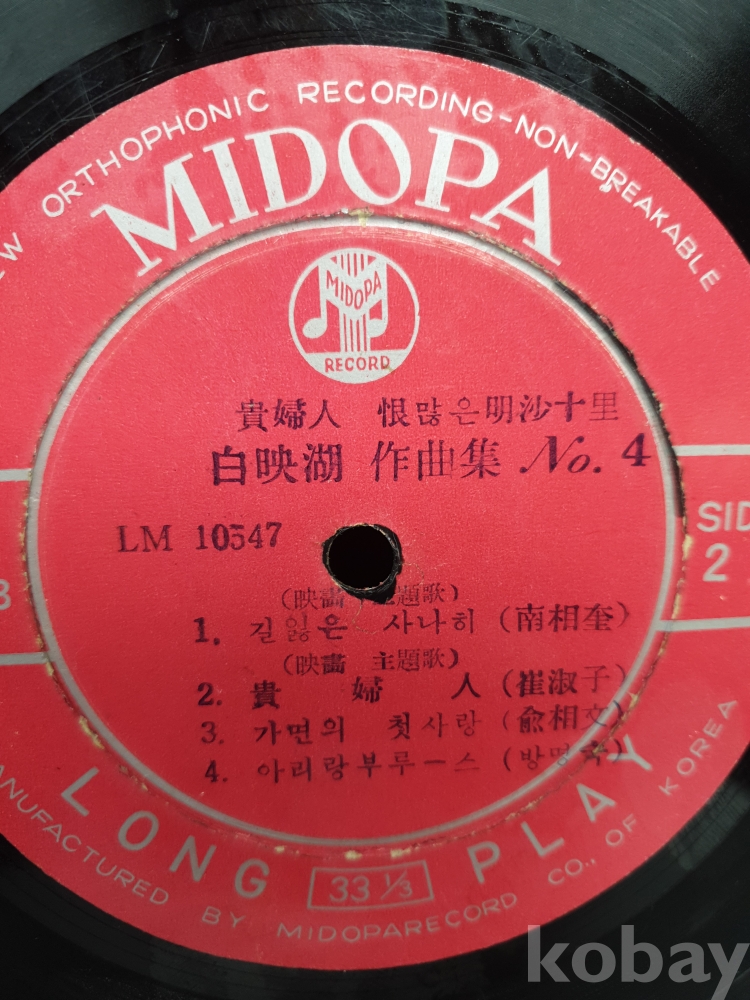 ORTHOPHONIC RECORDING-NON-BREAKABLE
MIDOPA
MIDOPA
RECORD
貴婦人 恨많은明沙十里
白映湖 作曲集 No. 4
LM 10547
SID
2
(映畵 主題歌)
1. 길잃은 사나히 (南相奎)
(映畵 主題歌)
2. 貴婦人 (崔淑子)
3. 가면의 첫사랑 (兪相文)
4. 아리랑부루ー스
LONG PLAY
33 1/3
MANUFACTURED BY MIDOPARECORD CO., OF KOREA
kobay